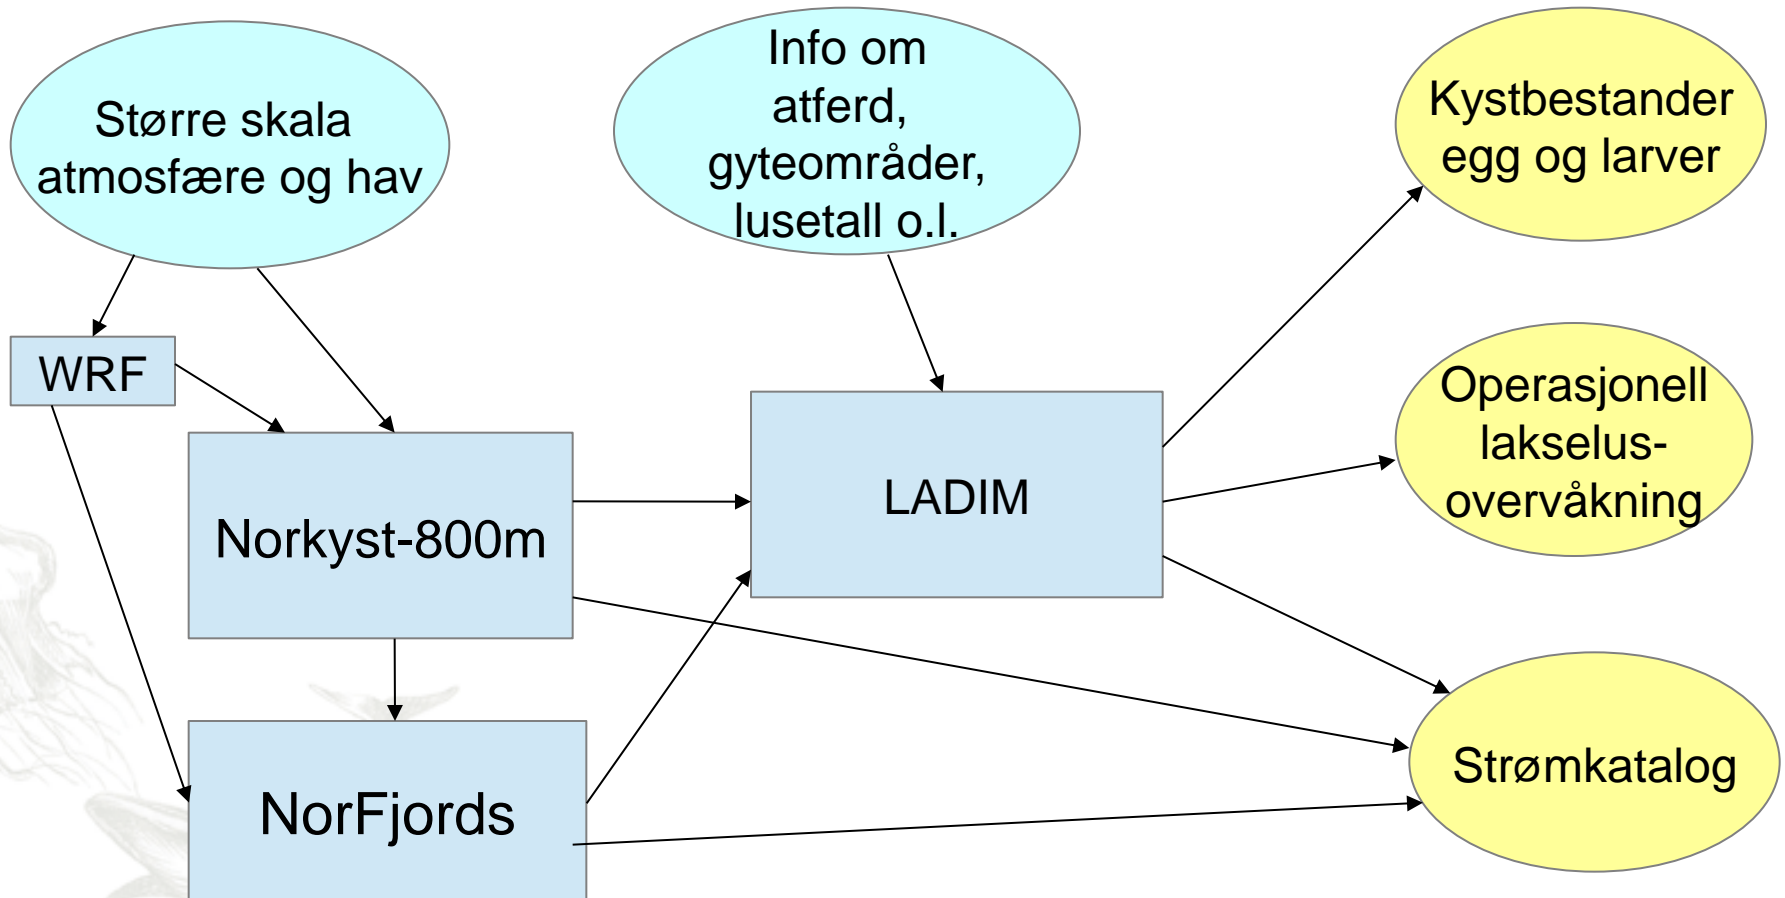 Større skala
atmosfære og hav
Info om
atferd,
gyteområder,
lusetall o.l.
Kystbestander
egg og larver
WRF
Operasjonell
lakselus-
overvåkning
LADIM
Norkyst-800m
Strømkatalog
NorFjords